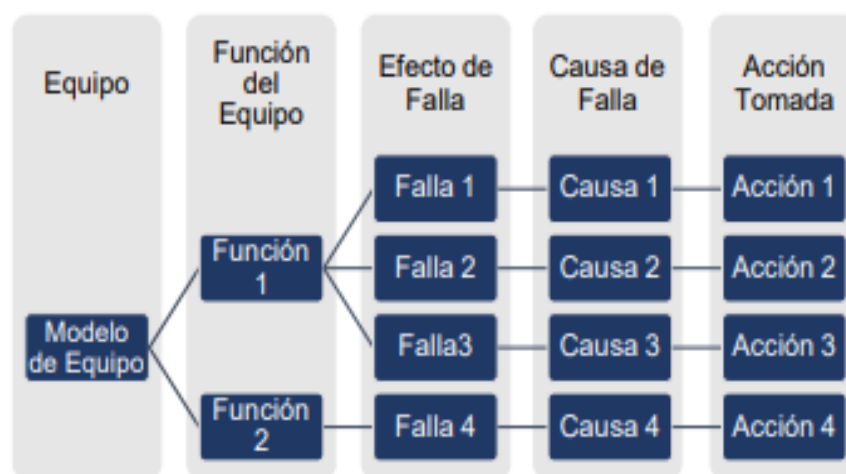 Equipo
Función
del
Equipo
Efecto de
Falla
Causa de
Falla
Acción
Tomada
Modelo
de Equipo
Función
1
Función
2
Falla 1
Causa 1
Acción 1
Falla 2
Causa 2
Acción 2
Falla3
Causa 3
Acción 3
Falla 4
Causa 4
Acción 4